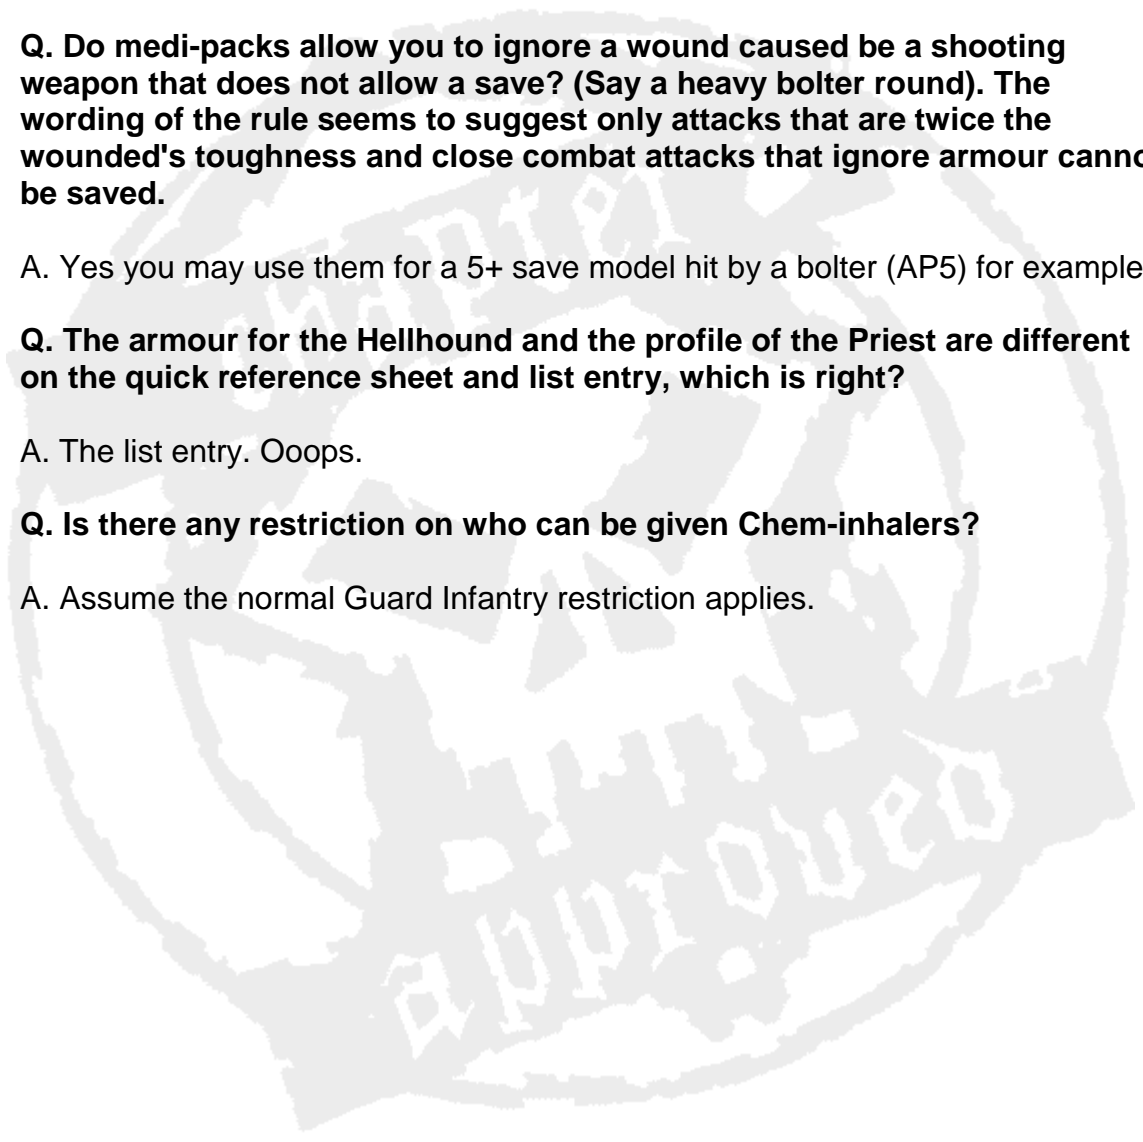 Q. Do medi-packs allow you to ignore a wound caused be a shooting
weapon that does not allow a save? (Say a heavy bolter round). The
wording of the rule seems to suggest only attacks that are twice the
wounded's toughness and close combat attacks that ignore armour canno
be saved.
A. Yes you may use them for a 5+ save model hit by a bolter (AP5) for example
Q. The armour for the Hellhound and the profile of the Priest are different
on the quick reference sheet and list entry, which is right?
A. The list entry. Ooops.
Q. Is there any restriction on who can be given Chem-inhalers?
A. Assume the normal Guard Infantry restriction applies.
chapter
approved